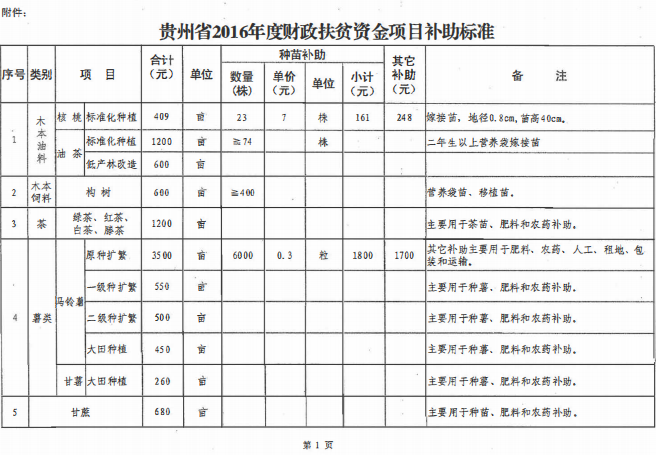 附件：
贵州省2016年度财政扶贫资金项目补助标准
序号 类别 项 目 合计（元） 单位 种苗补助 其它补助（元） 备 注
数量（株） 单价（元） 单位 小计（元）
1 木本油料 核桃 标准化种植 409 亩 23 7 株 161 248 嫁接苗，地径0.8cm,苗高40cm。
油茶 标准化种植 1200 亩 ≧74 株 二年生以上营养袋嫁接苗
低产林改造 600 亩
2 木本饲料 构 树 600 亩 ≧400 营养袋苗、移植苗。
3 茶 绿茶、红茶、白茶、藤茶 1200 亩 主要用于茶苗、肥料和农药补助。
4 薯类 马铃薯 原种扩繁 3500 亩 6000 0.3 粒 1800 1700 其它补助主要用于肥料、农药、人工、租地、包装和运输。
一级种扩繁 550 亩 主要用于种薯、肥料和农药补助。
二级种扩繁 500 亩 主要用于种薯、肥料和农药补助。
大田种植 450 亩 主要用于种薯、肥料和农药补助。
甘薯 大田种植 260 亩 主要用于种薯、肥料和农药补助。
5 甘蔗 680 亩 主要用于种苗、肥料和农药补助。
第 1 页